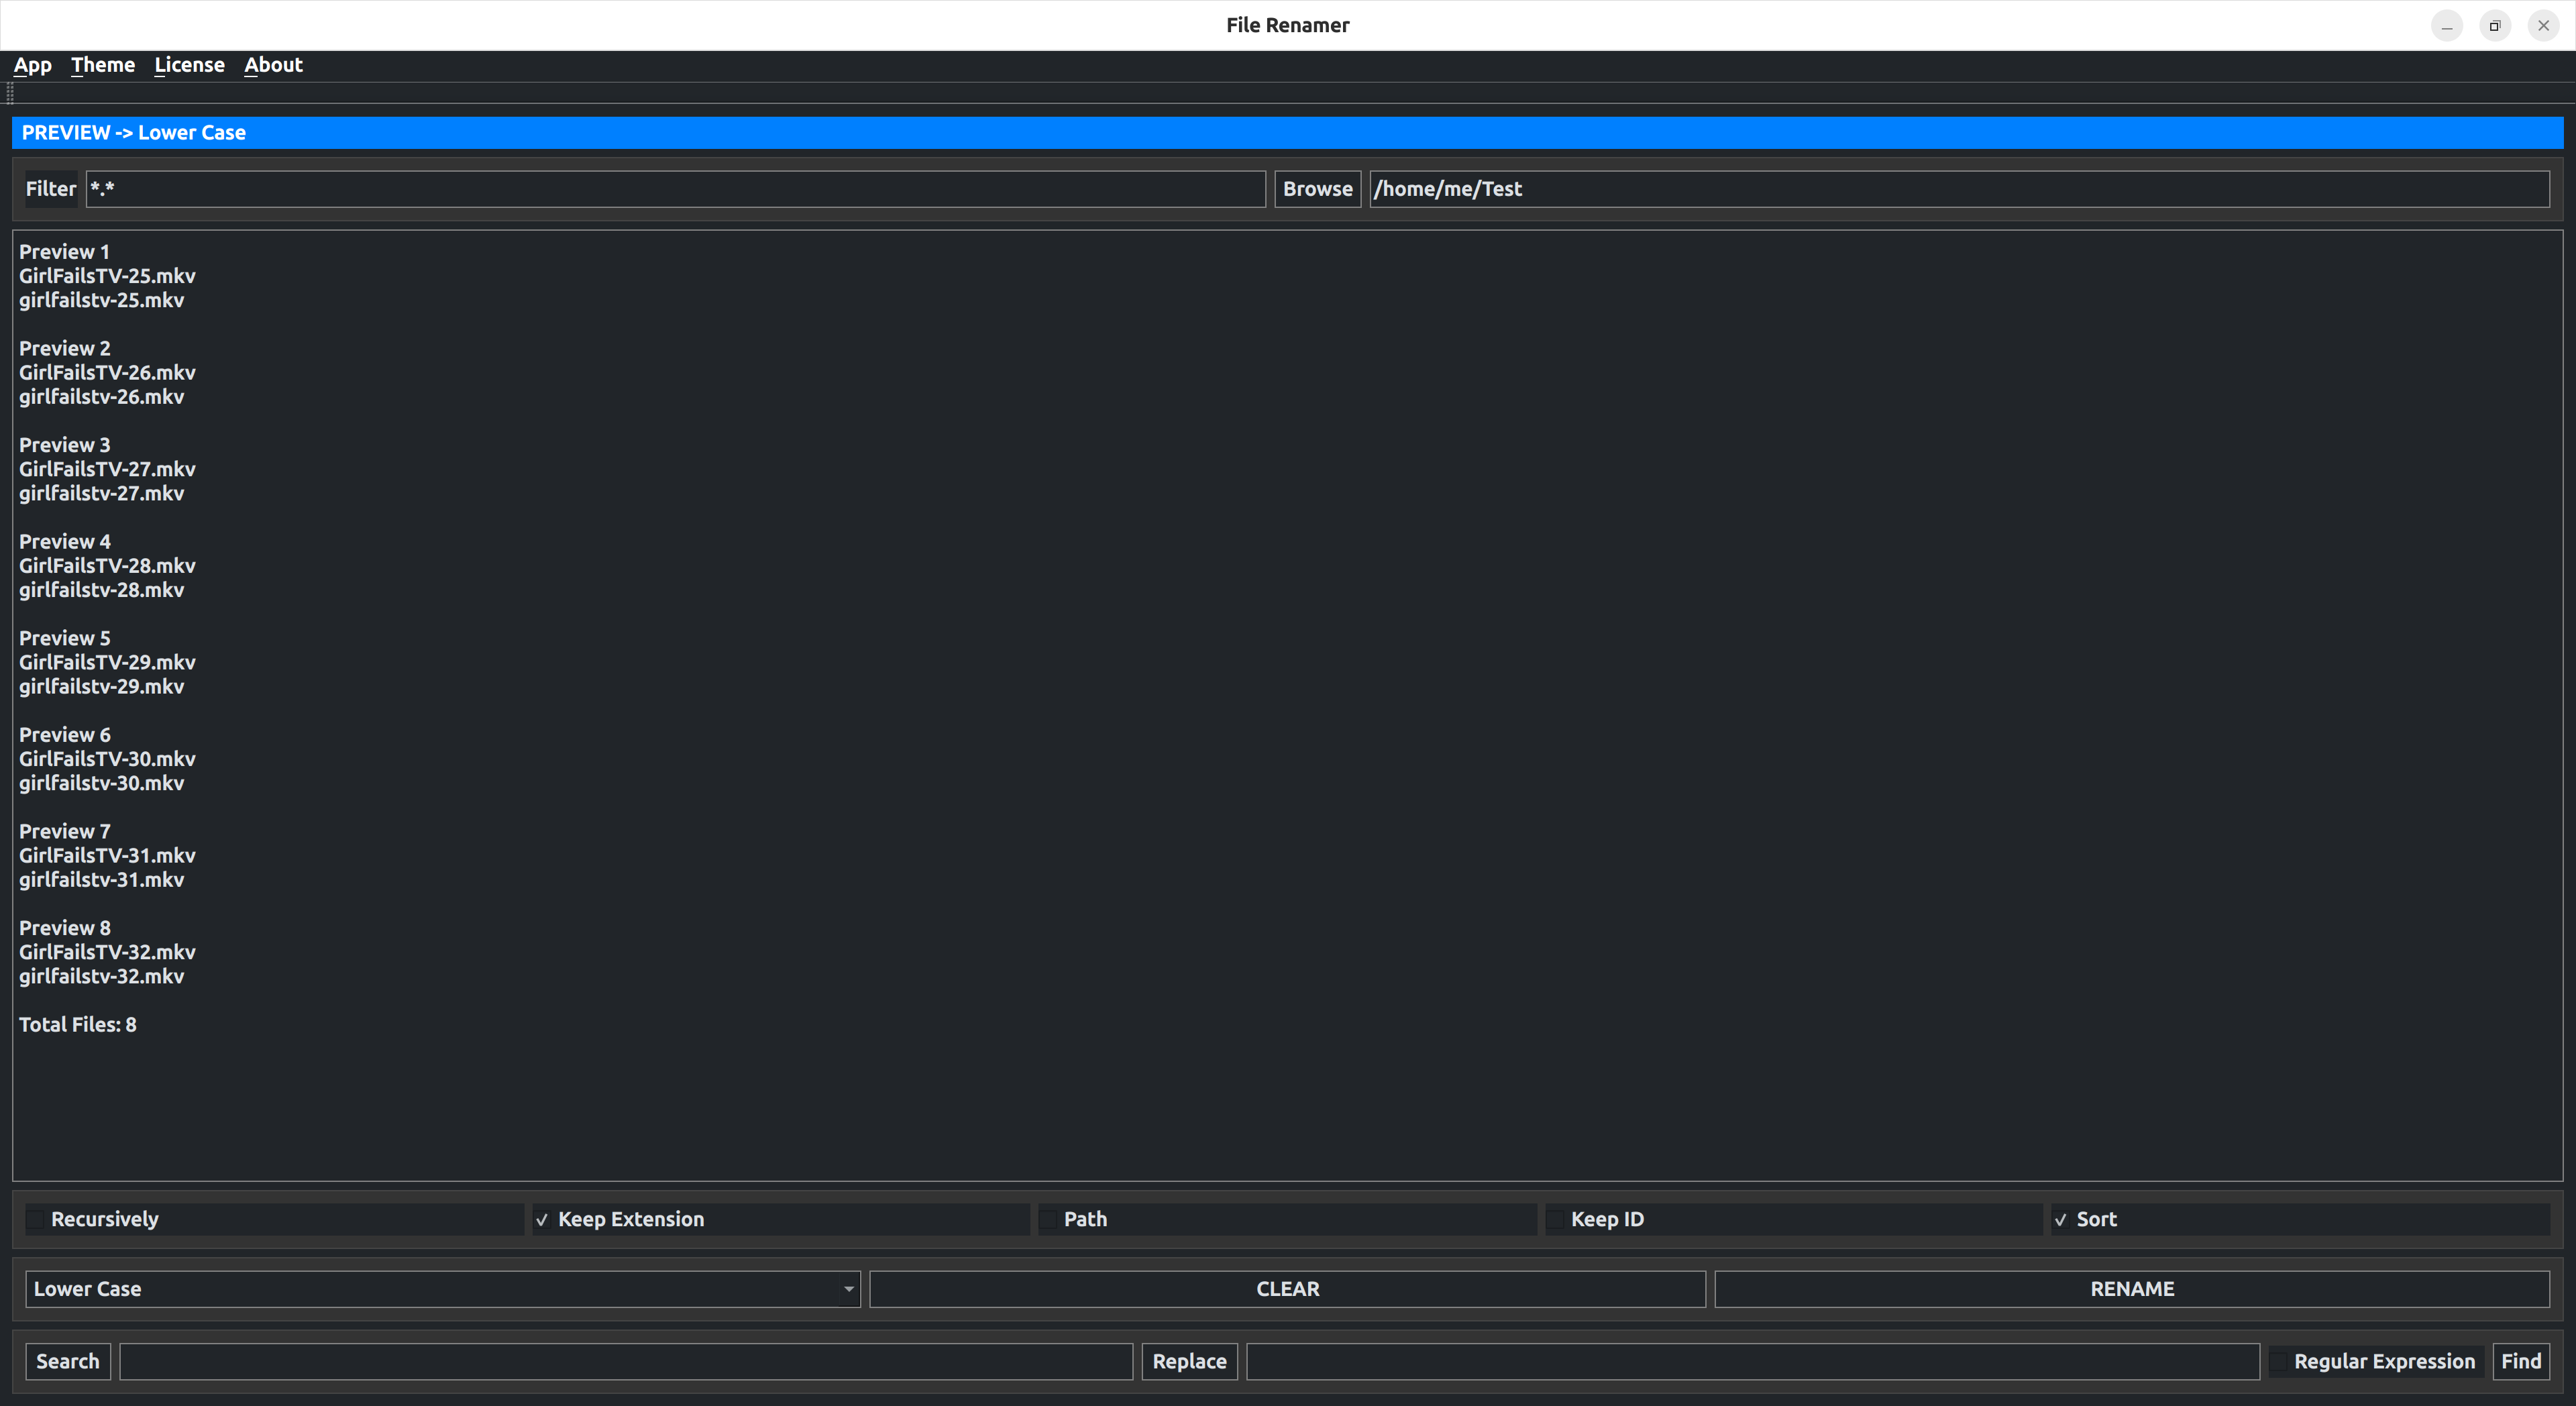 File Renamer
App Theme License About
PREVIEW -> Lower Case
Filter *.* Browse /home/me/Test
Preview 1
GirlFailsTV-25.mkv
girlfailstv-25.mkv
Preview 2
GirlFailsTV-26.mkv
girlfailstv-26.mkv
Preview 3
GirlFailsTV-27.mkv
girlfailstv-27.mkv
Preview 4
GirlFailsTV-28.mkv
girlfailstv-28.mkv
Preview 5
GirlFailsTV-29.mkv
girlfailstv-29.mkv
Preview 6
GirlFailsTV-30.mkv
girlfailstv-30.mkv
Preview 7
GirlFailsTV-31.mkv
girlfailstv-31.mkv
Preview 8
GirlFailsTV-32.mkv
girlfailstv-32.mkv
Total Files: 8
Recursively Keep Extension Path Keep ID Sort
Lower Case CLEAR RENAME
Search Replace Regular Expression Find